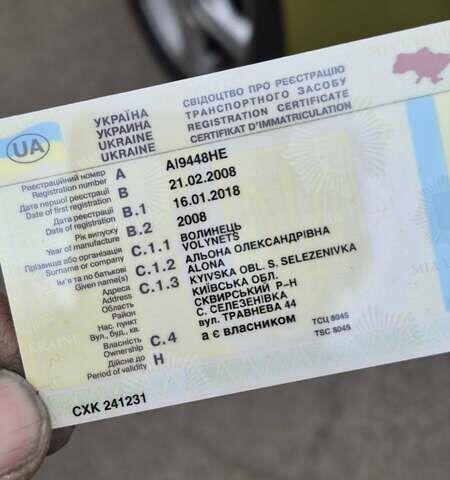 UA
УКРАЇНА
УКРАИНА
UKRAINE
UKRAINE
СВІДОЦТВО ПРО РЕЄСТРАЦІЮ
ТРАНСПОРТНОГО ЗАСОБУ
REGISTRATION CERTIFICATE
CERTIFICAT D'IMMATRICULATION
Реєстраційний номер
Registration number
A AI9448HE
Дата першої реєстрації
Date of first registration
B 21.02.2008
Дата реєстрації
Date of registration
B.1 16.01.2018
Рік випуску
Year of manufacture
B.2 2008
Прізвище або організація
Surname or company
C.1.1 ВОЛИНЕЦЬ
VOLYNETS
Ім'я та по батькові
Given name(s)
C.1.2 АЛЬОНА ОЛЕКСАНДРІВНА
ALONA
Адреса
Address
C.1.3 KYIVSKA OBL. S. SELEZENIVKA
Область КИЇВСЬКА ОБЛ.
Район СКВИРСЬКИЙ Р-Н
Нас. пункт С. СЕЛЕЗЕНІВКА
Вул., буд., кв. вул. ТРАВНЕВА 44
Власність
Ownership
C.4 а є власником
ТСЦ 8045
TSC 8045
Дійсне до
Period of validity
H
СХК 241231